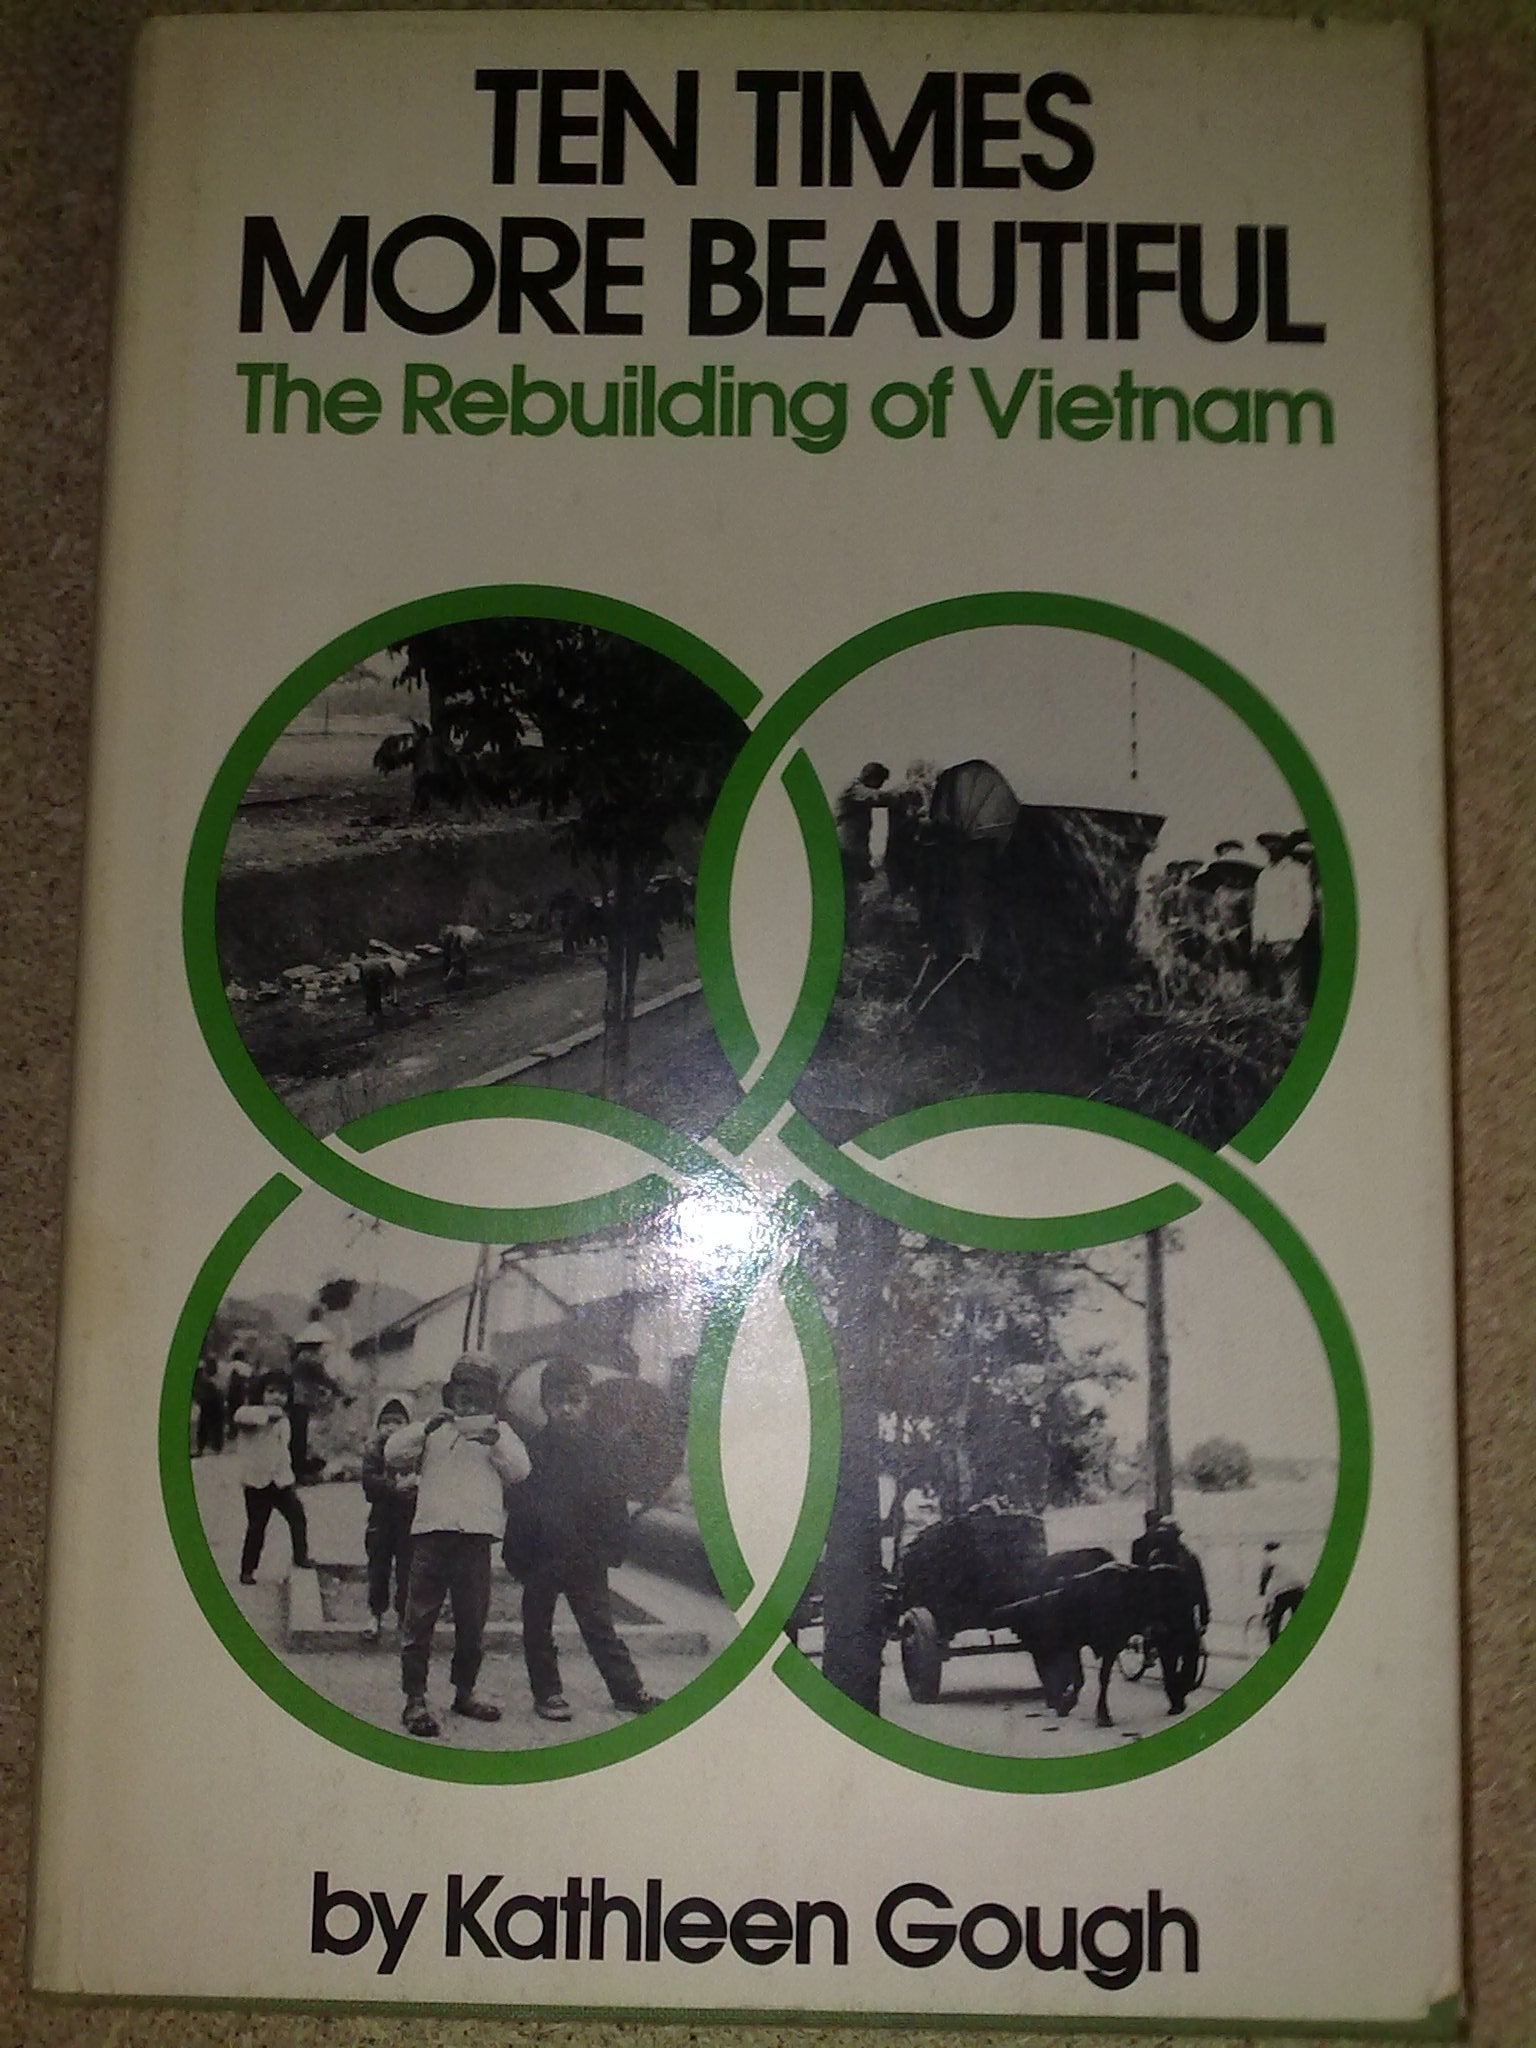 TEN TIMES
MORE BEAUTIFUL
The Rebuilding of Vietnam
by Kathleen Gough